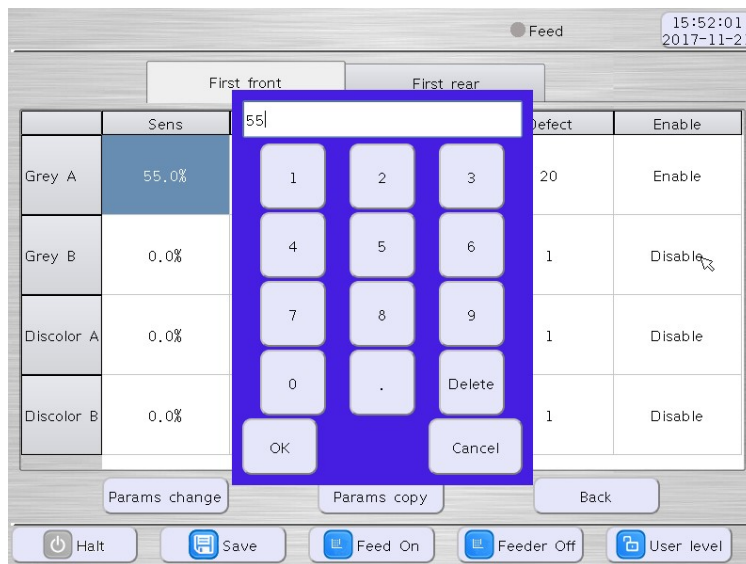 Feed
15:52:01
2017-11-2
First front
First rear
Sens
Defect
Enable
55
Grey A
55.0%
20
Enable
Grey B
0.0%
1
Disable
Discolor A
0.0%
1
Disable
Discolor B
0.0%
1
Disable
1
2
3
4
5
6
7
8
9
0
.
Delete
OK
Cancel
Params change
Params copy
Back
Halt
Save
Feed On
Feeder Off
User level